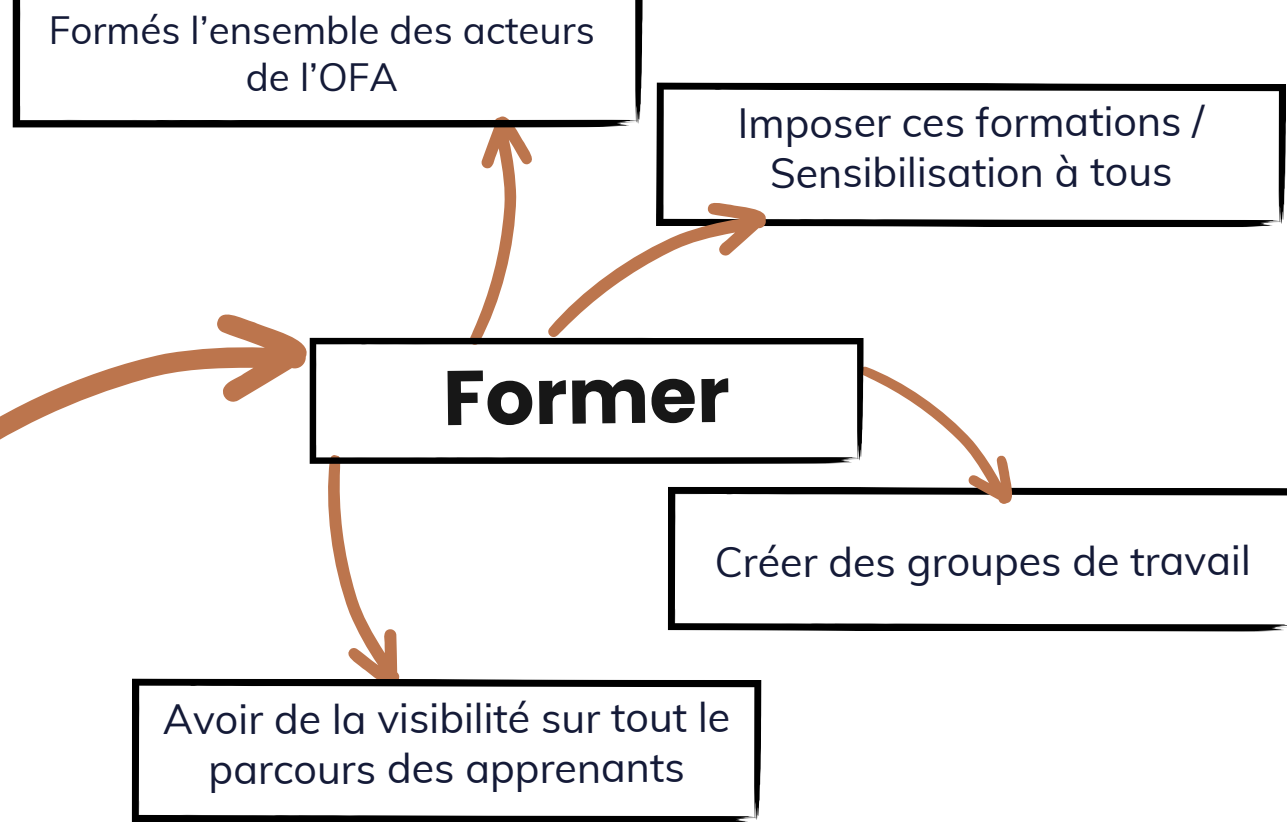 Formés l’ensemble des acteurs
de l’OFA
Imposer ces formations /
Sensibilisation à tous
Former
Créer des groupes de travail
Avoir de la visibilité sur tout le
parcours des apprenants